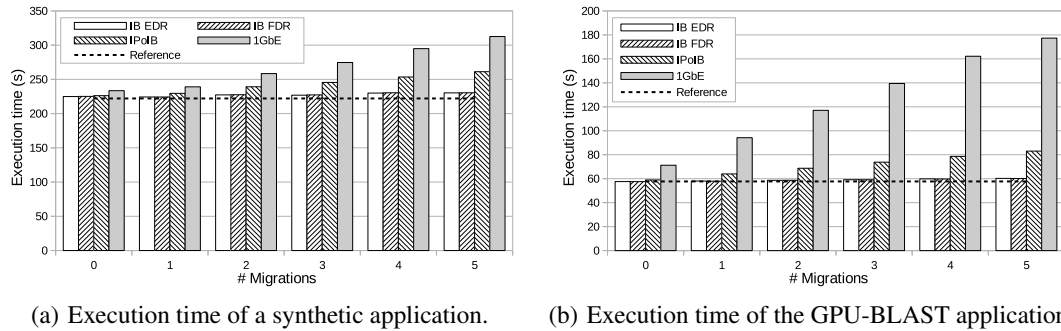 350
300
250
200
150
100
50
0
Execution time (s)
IB EDR
IB FDR
IPoIB
1GbE
Reference
0 1 2 3 4 5
# Migrations
(a) Execution time of a synthetic application.
200
180
160
140
120
100
80
60
40
20
0
Execution time (s)
IB EDR
IB FDR
IPoIB
1GbE
Reference
0 1 2 3 4 5
# Migrations
(b) Execution time of the GPU-BLAST application